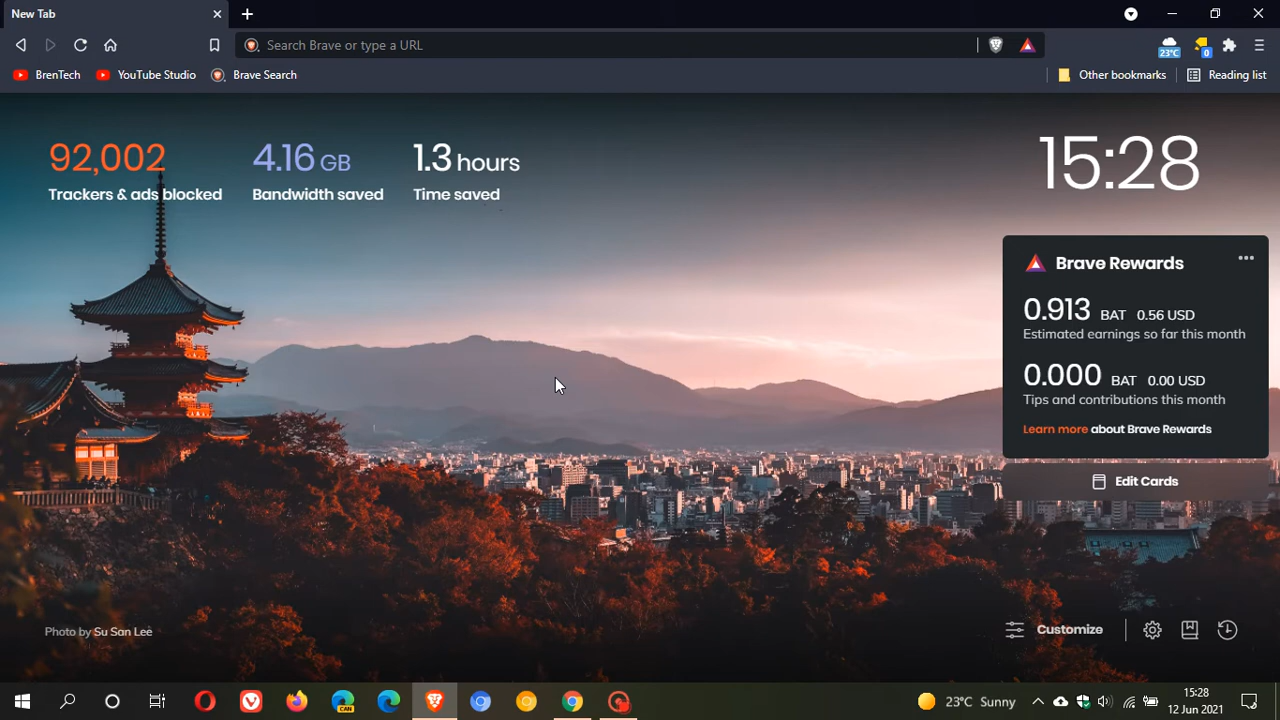 New Tab
Search Brave or type a URL
23°C
0
BrenTech
YouTube Studio
Brave Search
Other bookmarks
Reading list
92,002
Trackers & ads blocked
4.16 GB
Bandwidth saved
1.3 hours
Time saved
15:28
Brave Rewards
0.913 BAT 0.56 USD
Estimated earnings so far this month
0.000 BAT 0.00 USD
Tips and contributions this month
Learn more about Brave Rewards
Edit Cards
Photo by Su San Lee
Customize
CAN
23°C Sunny
15:28
12 Jun 2021